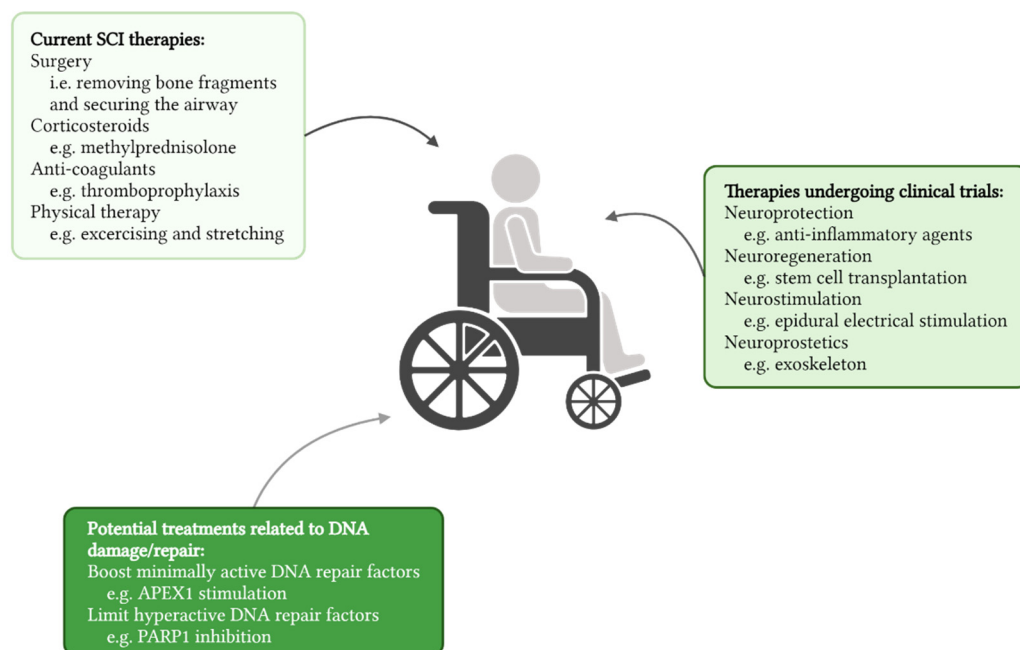 Current SCI therapies:
Surgery
i.e. removing bone fragments
and securing the airway
Corticosteroids
e.g. methylprednisolone
Anti-coagulants
e.g. thromboprophylaxis
Physical therapy
e.g. excercising and stretching
Therapies undergoing clinical trials:
Neuroprotection
e.g. anti-inflammatory agents
Neuroregeneration
e.g. stem cell transplantation
Neurostimulation
e.g. epidural electrical stimulation
Neuroprostetics
e.g. exoskeleton
Potential treatments related to DNA
damage/repair:
Boost minimally active DNA repair factors
e.g. APEX1 stimulation
Limit hyperactive DNA repair factors
e.g. PARP1 inhibition